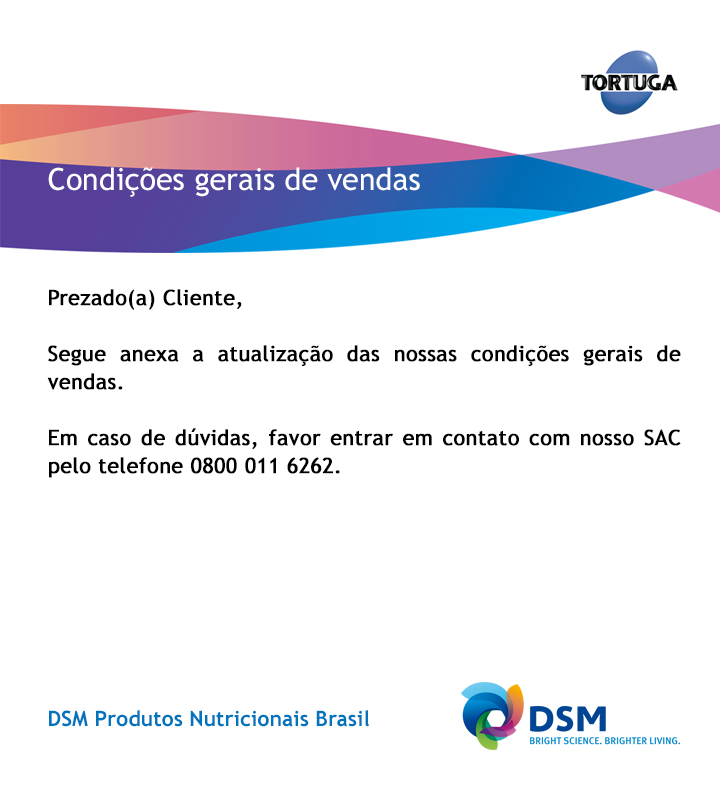 TORTUGA
Condições gerais de vendas
Prezado(a) Cliente,
Segue anexa a atualização das nossas condições gerais de
vendas.
Em caso de dúvidas, favor entrar em contato com nosso SAC
pelo telefone 0800 011 6262.
DSM Produtos Nutricionais Brasil
DSM
BRIGHT SCIENCE. BRIGHTER LIVING.